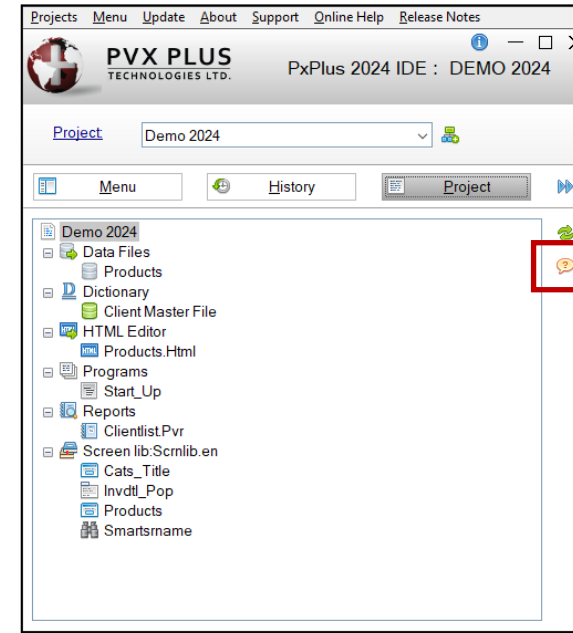 Projects Menu Update About Support Online Help Release Notes
PVX PLUS
TECHNOLOGIES LTD.
PxPlus 2024 IDE : DEMO 2024
Project
Demo 2024
Menu History Project
Demo 2024
Data Files
Products
Dictionary
Client Master File
HTML Editor
Products.Html
Programs
Start_Up
Reports
Clientlist.Pvr
Screen lib:Scrnlib.en
Cats_Title
Invdtl_Pop
Products
Smartsrname